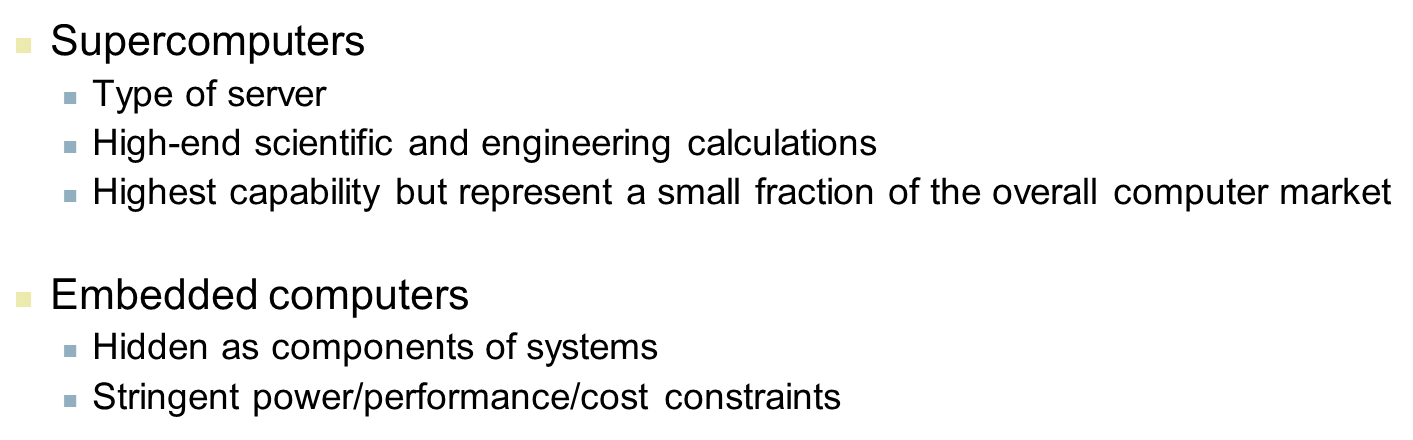 Supercomputers
Type of server
High-end scientific and engineering calculations
Highest capability but represent a small fraction of the overall computer market
Embedded computers
Hidden as components of systems
Stringent power/performance/cost constraints